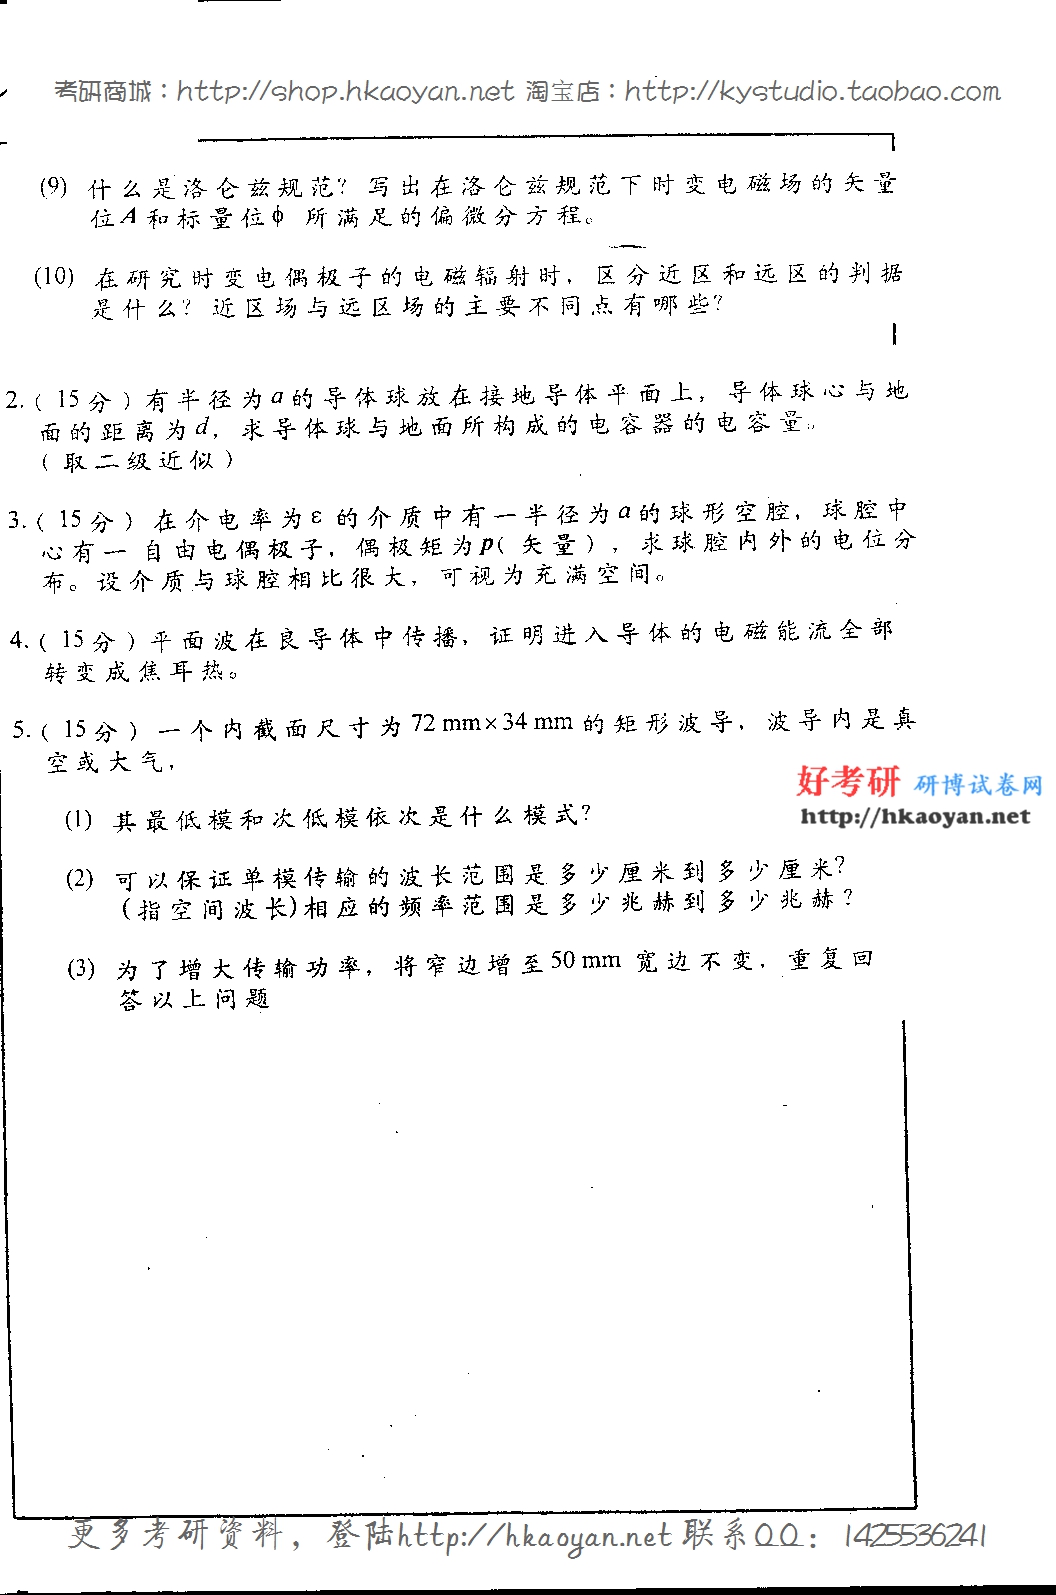 考研商城：http://shop.hkaoyan.net 淘宝店：http://kystudio.taobao.com
(9) 什么是洛仑兹规范？写出在洛仑兹规范下时变电磁场的矢量
位A和标量位ϕ 所满足的偏微分方程。
(10) 在研究时变电偶极子的电磁辐射时，区分近区和远区的判据
是什么？近区场与远区场的主要不同点有哪些？
2.（15分）有半径为a的导体球放在接地导体平面上，导体球心与地
面的距离为d，求导体球与地面所构成的电容器的电容量。
（取二级近似）
3.（15分）在介电率为ε的介质中有一半径为a的球形空腔，球腔中
心有一自由电偶极子，偶极矩为p（矢量），求球腔内外的电位分
布。设介质与球腔相比很大，可视为充满空间。
4.（15分）平面波在良导体中传播，证明进入导体的电磁能流全部
转变成焦耳热。
5.（15分）一个内截面尺寸为72 mm×34 mm的矩形波导，波导内是真
空或大气，
好考研 研博试卷网
http://hkaoyan.net
(1) 其最低模和次低模依次是什么模式？
(2) 可以保证单模传输的波长范围是多少厘米到多少厘米？
（指空间波长)相应的频率范围是多少兆赫到多少兆赫？
(3) 为了增大传输功率，将窄边增至50 mm 宽边不变，重复回
答以上问题
更多考研资料，登陆http://hkaoyan.net 联系QQ：1425536241